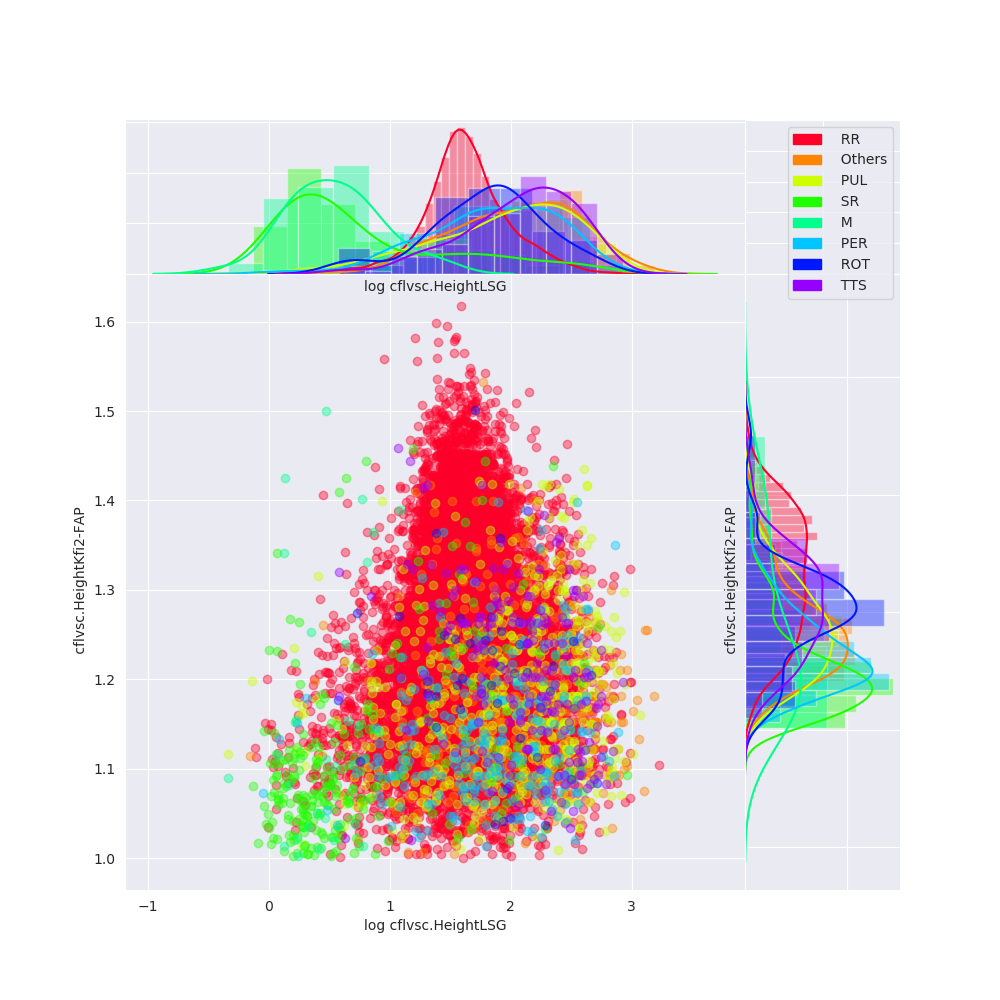 RR
Others
PUL
SR
M
PER
ROT
TTS
log cflvsc.HeightLSG
1.6
1.5
1.4
1.3
1.2
1.1
1.0
cflvsc.HeightKfi2-FAP
cflvsc.HeightKfi2-FAP
−1
0
1
2
3
log cflvsc.HeightLSG